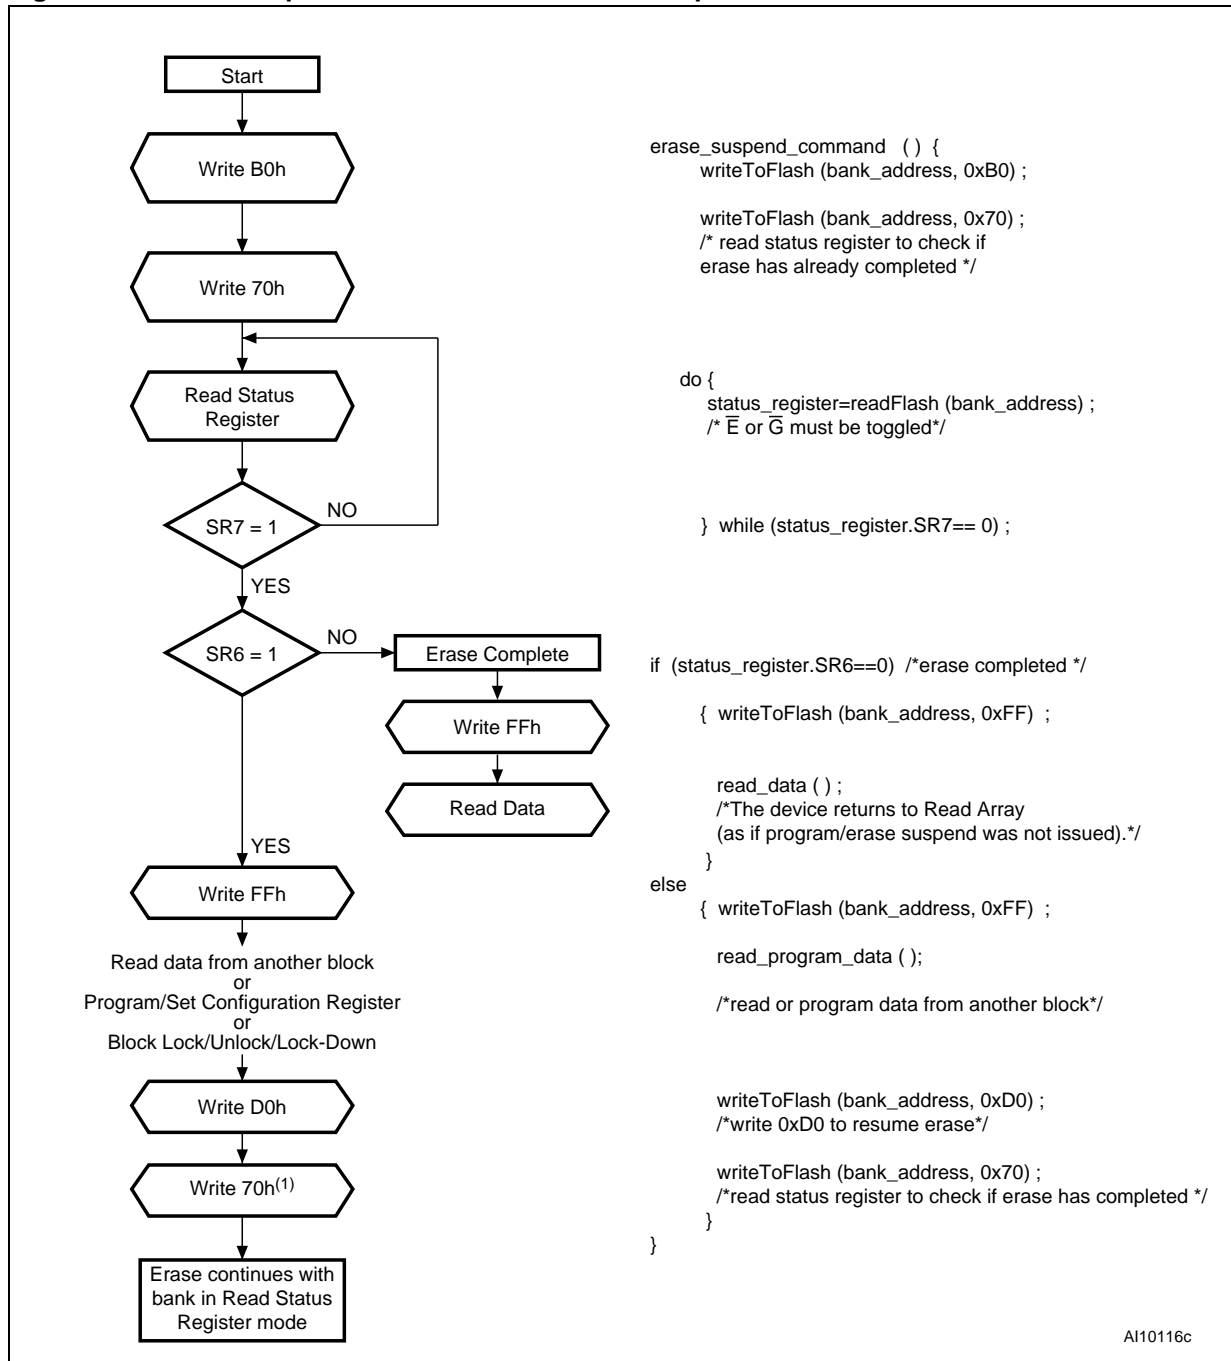 Start
Write B0h
Write 70h
Read Status
Register
SR7 = 1
NO
YES
SR6 = 1
NO
Erase Complete
Write FFh
Read Data
YES
Write FFh
Read data from another block
or
Program/Set Configuration Register
or
Block Lock/Unlock/Lock-Down
Write D0h
Write 70h(1)
Erase continues with
bank in Read Status
Register mode
erase_suspend_command ( ) {
writeToFlash (bank_address, 0xB0) ;
writeToFlash (bank_address, 0x70) ;
/* read status register to check if
erase has already completed */
do {
status_register=readFlash (bank_address) ;
/* E̅ or G̅ must be toggled*/
} while (status_register.SR7== 0) ;
if (status_register.SR6==0) /*erase completed */
{ writeToFlash (bank_address, 0xFF) ;
read_data ( ) ;
/*The device returns to Read Array
(as if program/erase suspend was not issued).*/
}
else
{ writeToFlash (bank_address, 0xFF) ;
read_program_data ( );
/*read or program data from another block*/
writeToFlash (bank_address, 0xD0) ;
/*write 0xD0 to resume erase*/
writeToFlash (bank_address, 0x70) ;
/*read status register to check if erase has completed */
}
}
AI10116c